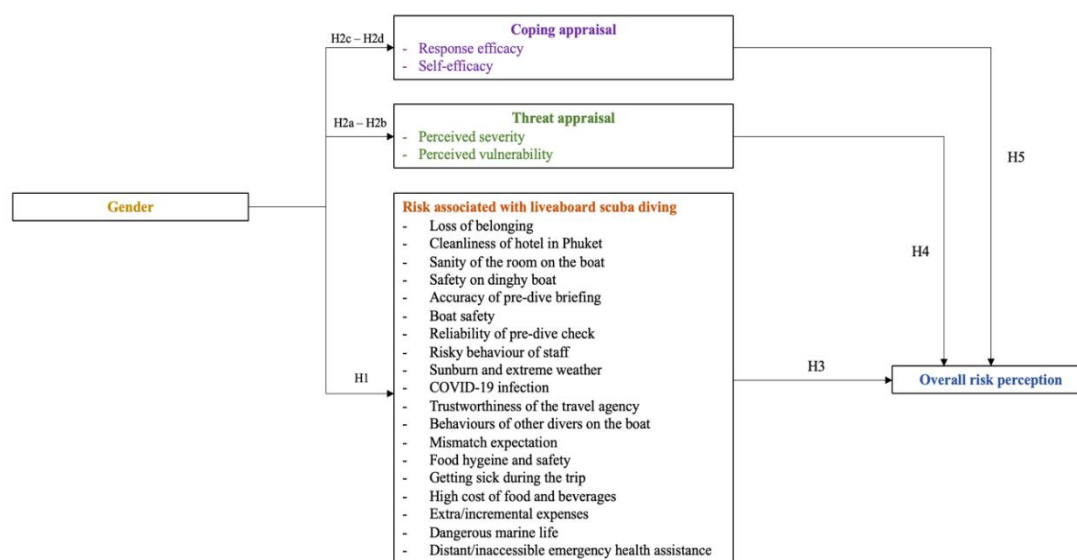 Coping appraisal
H2c – H2d
- Response efficacy
- Self-efficacy
Threat appraisal
H2a – H2b
- Perceived severity
- Perceived vulnerability
H5
Gender
Risk associated with liveaboard scuba diving
- Loss of belonging
- Cleanliness of hotel in Phuket
- Sanity of the room on the boat
- Safety on dinghy boat
- Accuracy of pre-dive briefing
- Boat safety
- Reliability of pre-dive check
- Risky behaviour of staff
- Sunburn and extreme weather
- COVID-19 infection
- Trustworthiness of the travel agency
- Behaviours of other divers on the boat
- Mismatch expectation
- Food hygeine and safety
- Getting sick during the trip
- High cost of food and beverages
- Extra/incremental expenses
- Dangerous marine life
- Distant/inaccessible emergency health assistance
H4
H1
H3
Overall risk perception